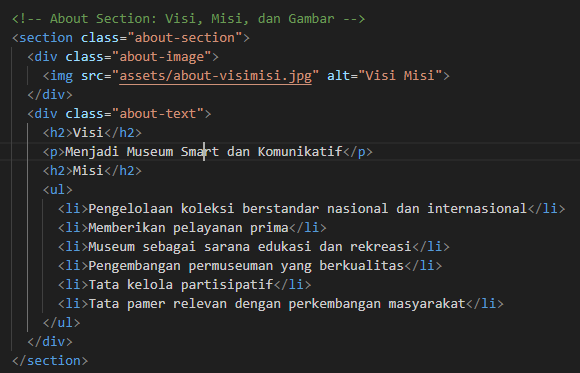 <!-- About Section: Visi, Misi, dan Gambar -->
<section class="about-section">
<div class="about-image">
<img src="assets/about-visimisi.jpg" alt="Visi Misi">
</div>
<div class="about-text">
<h2>Visi</h2>
<p>Menjadi Museum Smart dan Komunikatif</p>
<h2>Misi</h2>
<ul>
<li>Pengelolaan koleksi berstandar nasional dan internasional</li>
<li>Memberikan pelayanan prima</li>
<li>Museum sebagai sarana edukasi dan rekreasi</li>
<li>Pengembangan permuseuman yang berkualitas</li>
<li>Tata kelola partisipatif</li>
<li>Tata pamer relevan dengan perkembangan masyarakat</li>
</ul>
</div>
</section>